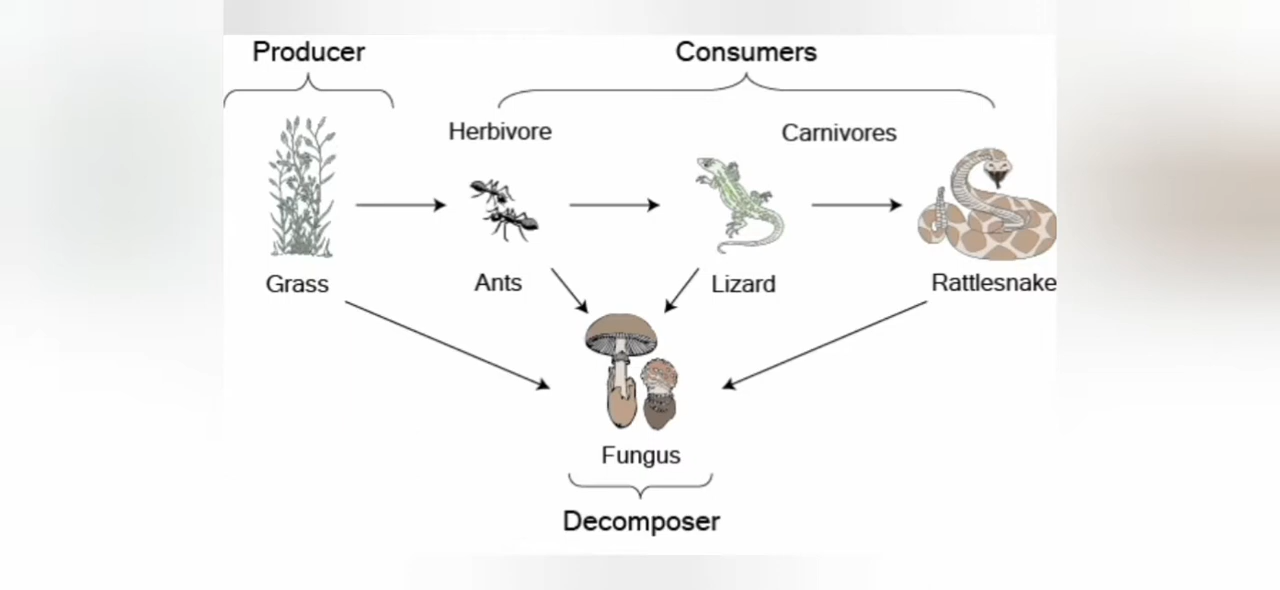 Producer
Consumers
Herbivore
Carnivores
Grass
Ants
Lizard
Rattlesnake
Fungus
Decomposer